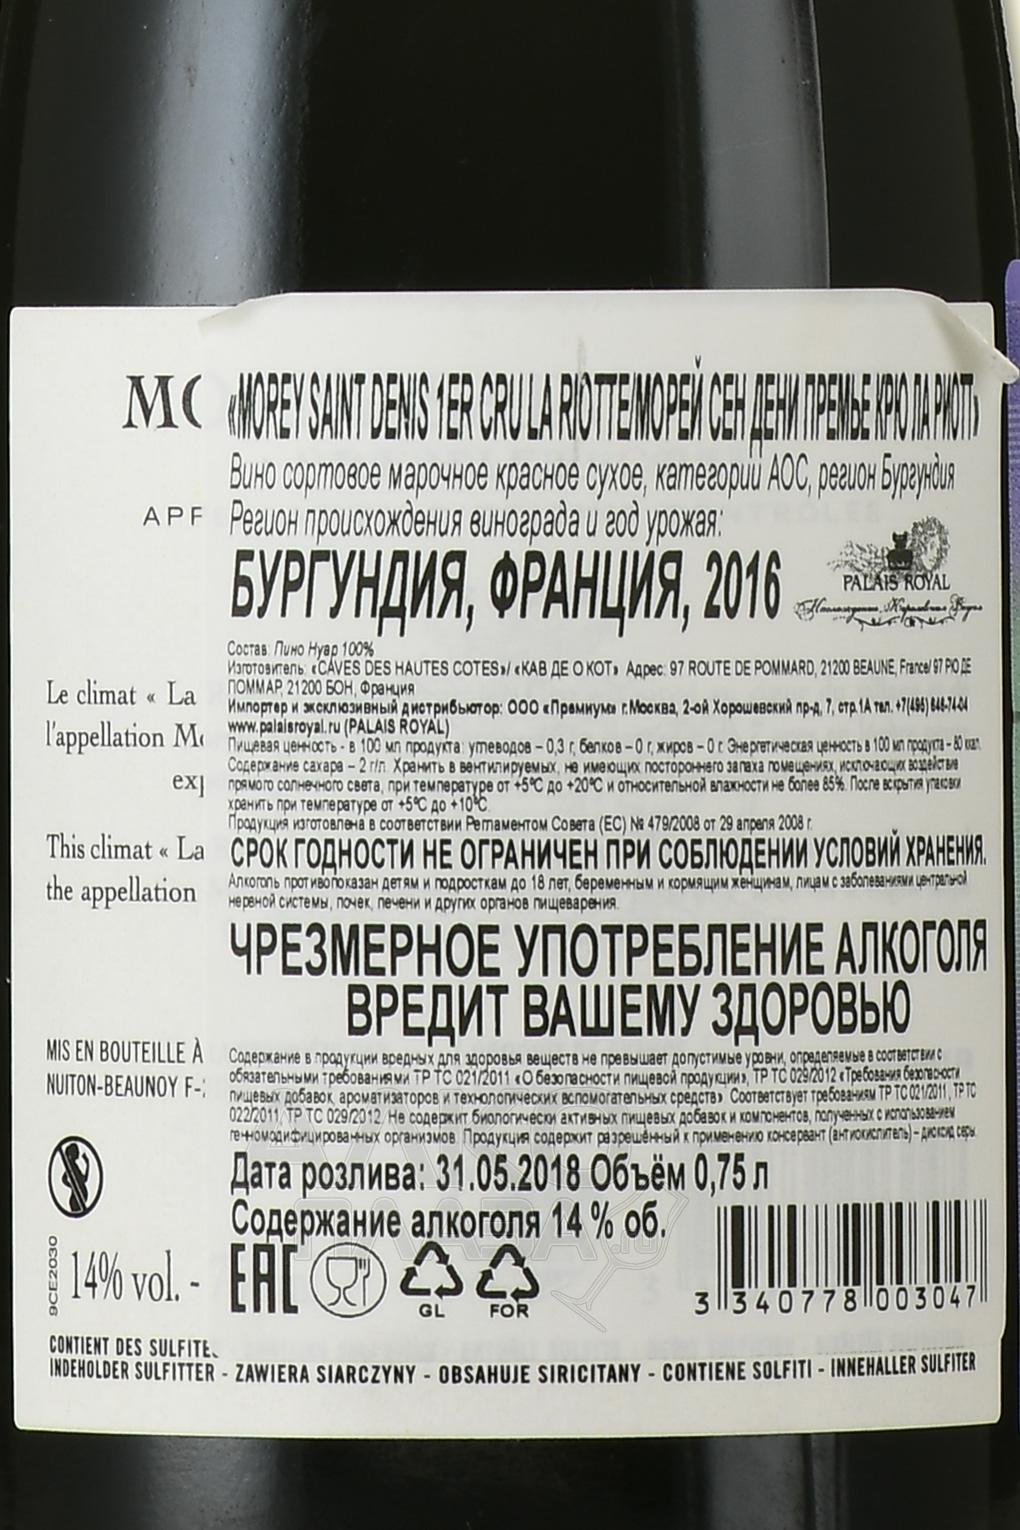 МО
«MOREY SAINT DENIS 1ER CRU LA RIOTTE/МОРЕЙ СЕН ДЕНИ ПРЕМЬЕ КРЮ ЛА РИОТТ»
Вино сортовое марочное красное сухое, категории АОС, регион Бургундия
APP
Регион происхождения винограда и год урожая:
БУРГУНДИЯ, ФРАНЦИЯ, 2016
PALAIS ROYAL
Состав: Пино Нуар 100%
Изготовитель: «CAVES DES HAUTES COTES»/ «КАВ ДЕ О КОТ» Адрес: 97 ROUTE DE POMMARD, 21200 BEAUNE, France/ 97 РЮ ДЕ
ПОММАР, 21200 БОН, Франция
Импортер и эксклюзивный дистрибьютор: ООО «Премиум» г.Москва, 2-ой Хорошевский пр-д, 7, стр.1А тел. +7(495) 646-74-04
www.palaisroyal.ru (PALAIS ROYAL)
Пищевая ценность - в 100 мл продукта: углеводов – 0,3 г, белков – 0 г, жиров – 0 г. Энергетическая ценность в 100 мл продукта - 80 ккал.
Содержание сахара – 2 г/л. Хранить в вентилируемых, не имеющих постороннего запаха помещениях, исключающих воздействие
прямого солнечного света, при температуре от +5°C до +20°C и относительной влажности не более 85%. После вскрытия упаковки
хранить при температуре от +5°C до +10°C.
Продукция изготовлена в соответствии Регламентом Совета (ЕС) № 479/2008 от 29 апреля 2008 г.
СРОК ГОДНОСТИ НЕ ОГРАНИЧЕН ПРИ СОБЛЮДЕНИИ УСЛОВИЙ ХРАНЕНИЯ.
Алкоголь противопоказан детям и подросткам до 18 лет, беременным и кормящим женщинам, лицам с заболеваниями центральной
нервной системы, почек, печени и других органов пищеварения.
ЧРЕЗМЕРНОЕ УПОТРЕБЛЕНИЕ АЛКОГОЛЯ
ВРЕДИТ ВАШЕМУ ЗДОРОВЬЮ
Содержание в продукции вредных для здоровья веществ не превышает допустимые уровни, определяемые в соответствии с
обязательными требованиями ТР ТС 021/2011 «О безопасности пищевой продукции», ТР ТС 029/2012 «Требования безопасности
пищевых добавок, ароматизаторов и технологических вспомогательных средств». Соответствует требованиям ТР ТС 021/2011, ТР ТС
022/2011, ТР ТС 029/2012. Не содержит биологически активных пищевых добавок и компонентов, полученных с использованием
генномодифицированных организмов. Продукция содержит разрешённый к применению консервант (антиокислитель) – диоксид серы.
Дата розлива: 31.05.2018 Объём 0,75 л
Содержание алкоголя 14 % об.
EAC
GL
FOR
3 340778 003047
Le climat « La
l'appellation Mo
exp
This climat « La
the appellation
MIS EN BOUTEILLE À
NUITON-BEAUNOY F-
9CE2030
14% vol. -
CONTIENT DES SULFITE
INDEHOLDER SULFITTER - ZAWIERA SIARCZYNY - OBSAHUJE SIRICITANY - CONTIENE SOLFITI - INNEHALLER SULFITER